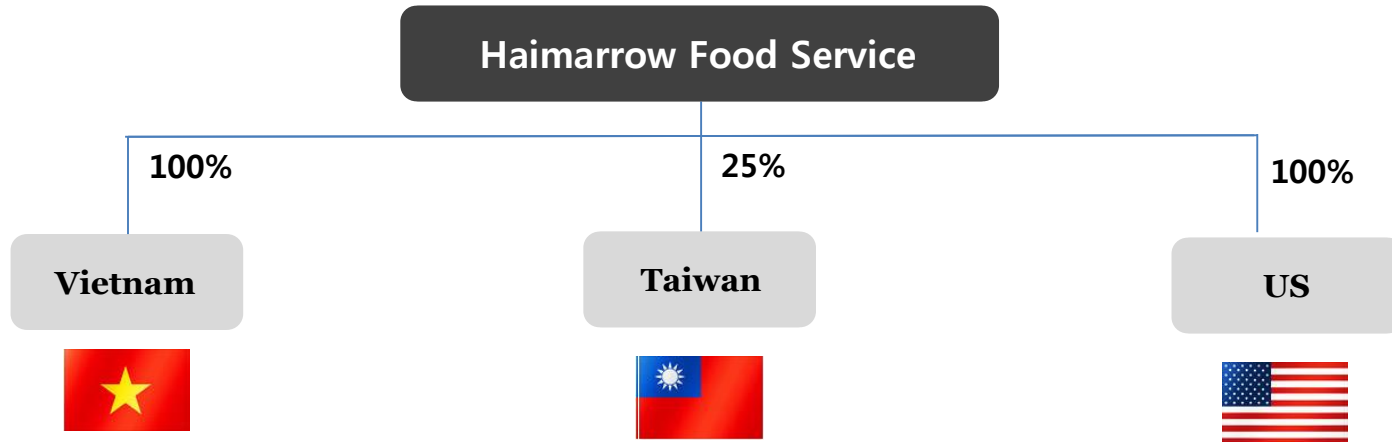 Haimarrow Food Service
100%
25%
100%
Vietnam
Taiwan
US